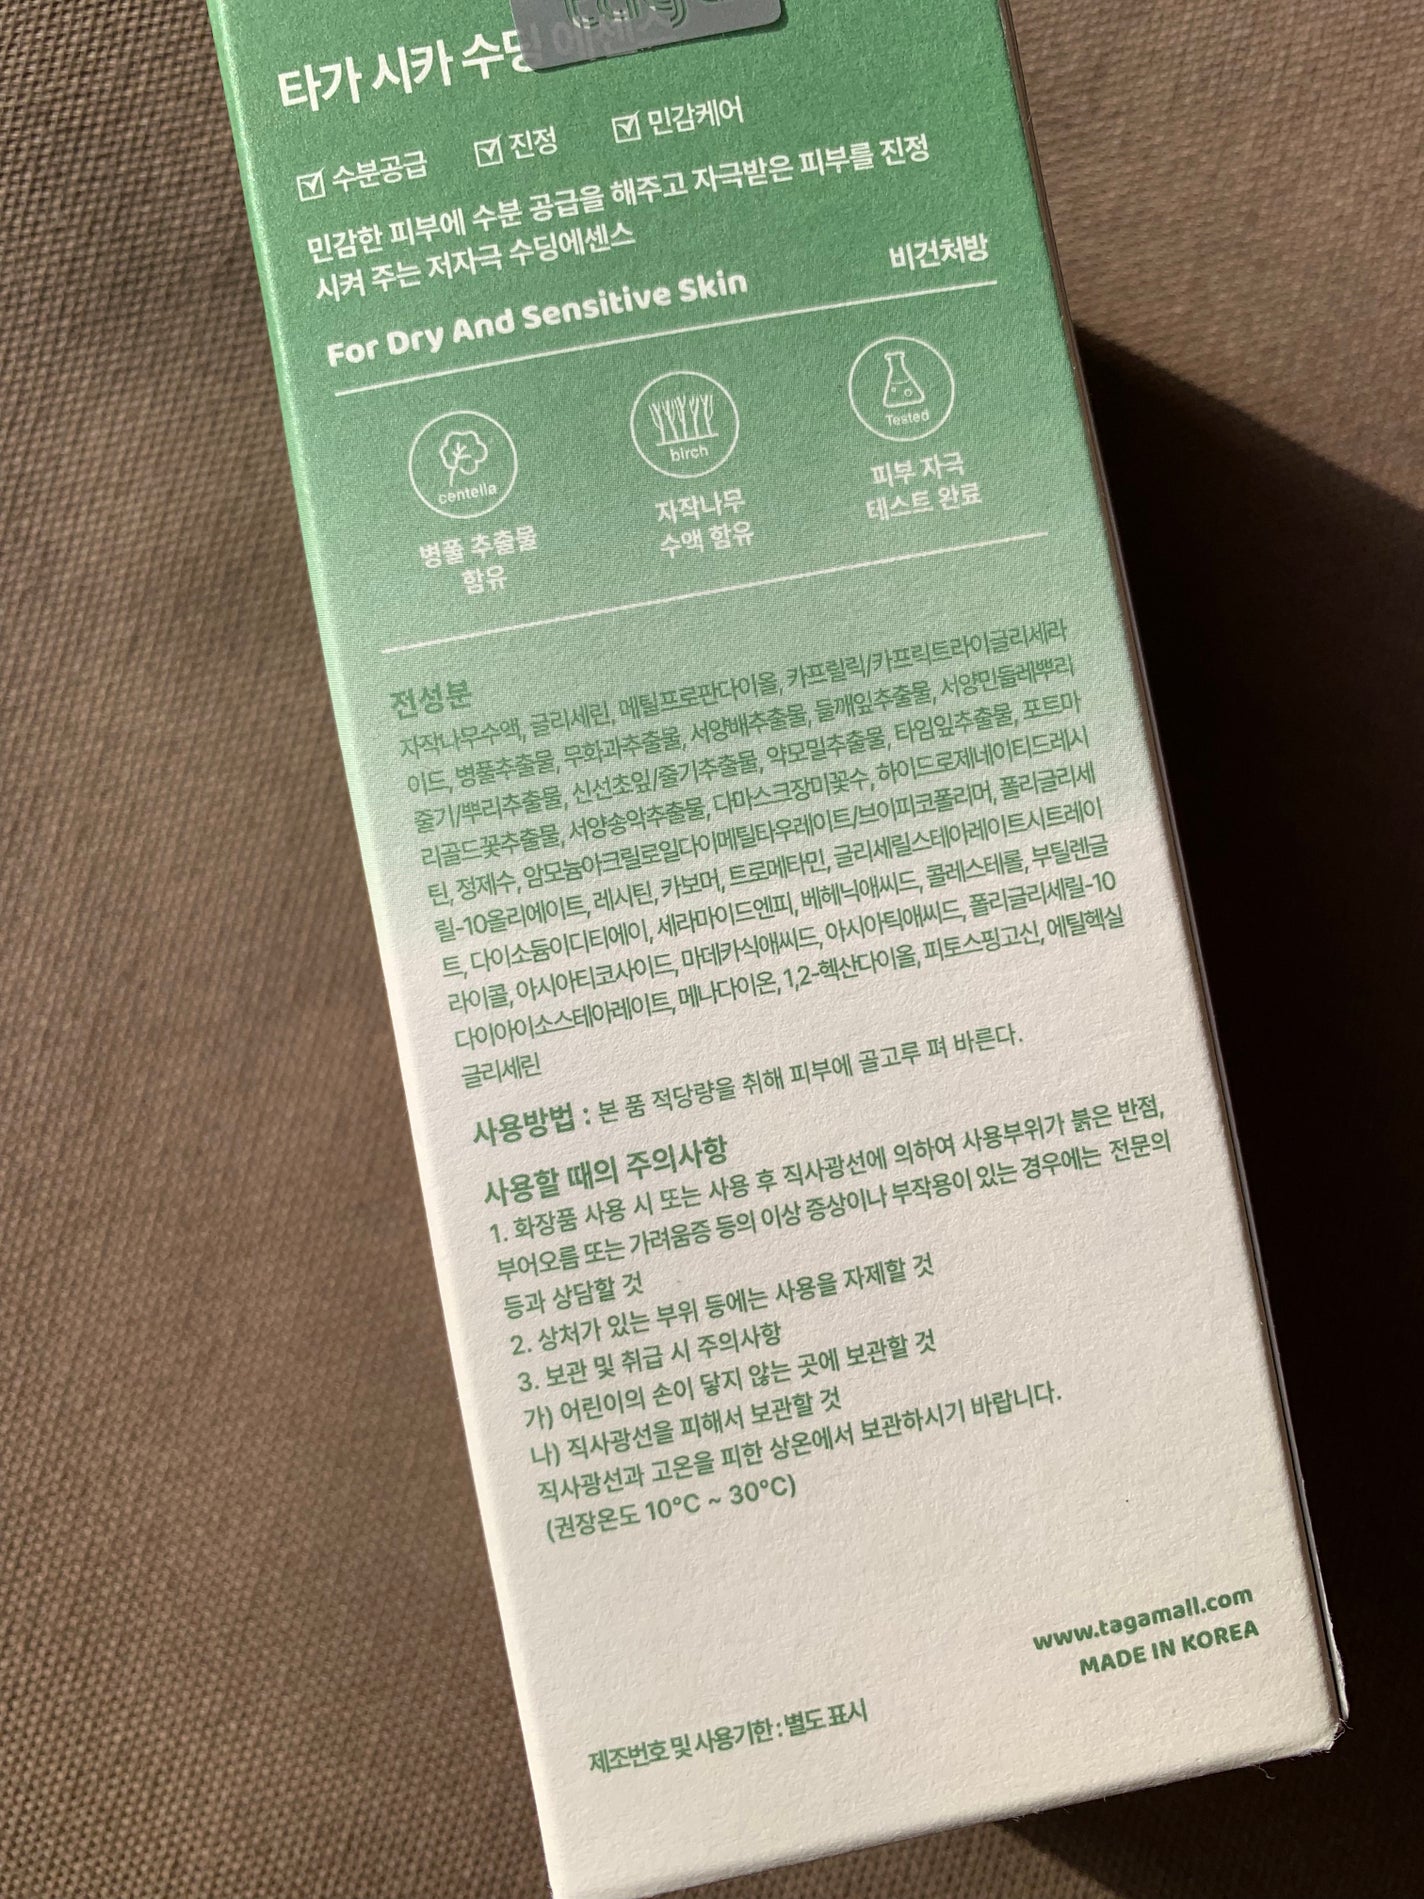 taga
타가 시카 수딩 에센스
수분공급
진정
민감케어
민감한 피부에 수분 공급을 해주고 자극받은 피부를 진정
시켜 주는 저자극 수딩에센스
For Dry And Sensitive Skin
비건처방
centella
birch
Tested
병풀 추출물
함유
자작나무
수액 함유
피부 자극
테스트 완료
전성분
자작나무수액, 글리세린, 메틸프로판다이올, 카프릴릭/카프릭트라이글리세라
이드, 병풀추출물, 무화과추출물, 서양배추출물, 들깨잎추출물, 서양민들레뿌리
줄기/뿌리추출물, 신선초잎/줄기추출물, 약모밀추출물, 타임잎추출물, 포트마
리골드꽃추출물, 서양송악추출물, 다마스크장미꽃수, 하이드로제네이티드레시
틴, 정제수, 암모늄아크릴로일다이메틸타우레이트/브이피코폴리머, 폴리글리세
릴-10올리에이트, 레시틴, 카보머, 트로메타민, 글리세릴스테아레이트시트레이
트, 다이소듐이디티에이, 세라마이드엔피, 베헤닉애씨드, 콜레스테롤, 부틸렌글
라이콜, 아시아티코사이드, 마데카식애씨드, 아시아틱애씨드, 폴리글리세릴-10
다이아이소스테아레이트, 메나다이온, 1,2-헥산다이올, 피토스핑고신, 에틸헥실
글리세린
사용방법 : 본 품 적당량을 취해 피부에 골고루 펴 바른다.
사용할 때의 주의사항
1. 화장품 사용 시 또는 사용 후 직사광선에 의하여 사용부위가 붉은 반점,
부어오름 또는 가려움증 등의 이상 증상이나 부작용이 있는 경우에는 전문의
등과 상담할 것
2. 상처가 있는 부위 등에는 사용을 자제할 것
3. 보관 및 취급 시 주의사항
가) 어린이의 손이 닿지 않는 곳에 보관할 것
나) 직사광선을 피해서 보관할 것
직사광선과 고온을 피한 상온에서 보관하시기 바랍니다.
(권장온도 10°C ~ 30°C)
www.tagamall.com
MADE IN KOREA
제조번호 및 사용기한 : 별도 표시